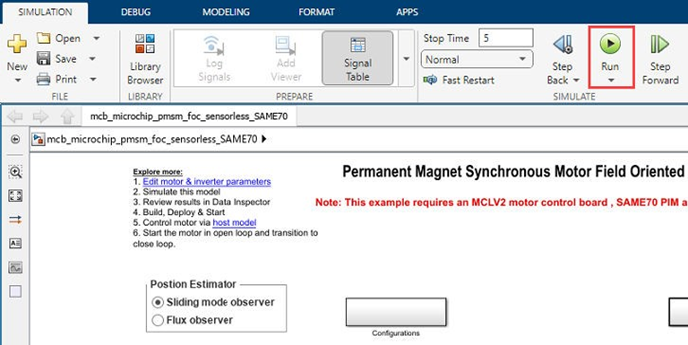 SIMULATION DEBUG MODELING FORMAT APPS
New
Open
Save
Print
FILE
Library
Browser
LIBRARY
Log
Signals
Add
Viewer
Signal
Table
PREPARE
Stop Time 5
Normal
Fast Restart
Step
Back
Run
Step
Forward
SIMULATE
mcb_microchip_pmsm_foc_sensorless_SAME70
mcb_microchip_pmsm_foc_sensorless_SAME70
Explore more:
1. Edit motor & inverter parameters
2. Simulate this model
3. Review results in Data Inspector
4. Build, Deploy & Start
5. Control motor via host model
6. Start the motor in open loop and transition to
close loop.
Permanent Magnet Synchronous Motor Field Oriented
Note: This example requires an MCLV2 motor control board , SAME70 PIM a
Postion Estimator
Sliding mode observer
Flux observer
Configurations